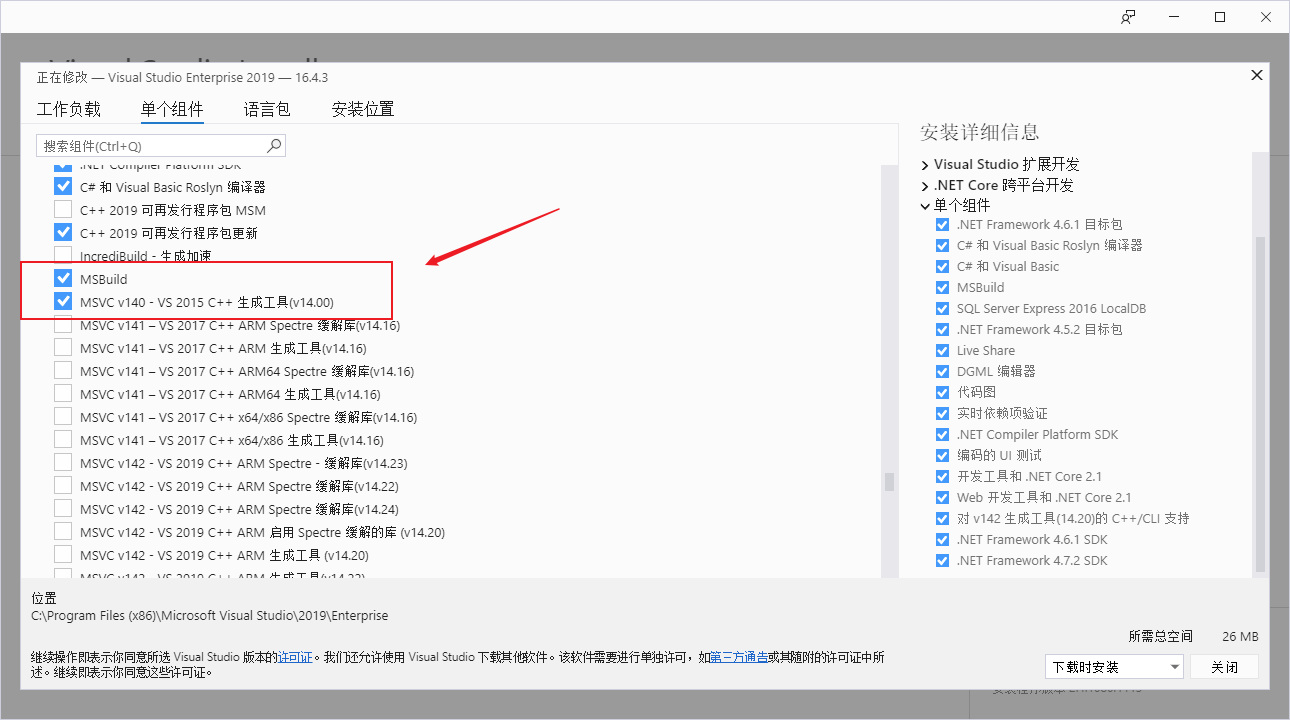 正在修改 — Visual Studio Enterprise 2019 — 16.4.3
工作负载 单个组件 语言包 安装位置
搜索组件(Ctrl+Q)
.NET Compiler Platform SDK
C# 和 Visual Basic Roslyn 编译器
C++ 2019 可再发行程序包 MSM
C++ 2019 可再发行程序包更新
IncrediBuild - 生成加速
MSBuild
MSVC v140 - VS 2015 C++ 生成工具(v14.00)
MSVC v141 – VS 2017 C++ ARM Spectre 缓解库(v14.16)
MSVC v141 – VS 2017 C++ ARM 生成工具(v14.16)
MSVC v141 – VS 2017 C++ ARM64 Spectre 缓解库(v14.16)
MSVC v141 – VS 2017 C++ ARM64 生成工具(v14.16)
MSVC v141 – VS 2017 C++ x64/x86 Spectre 缓解库(v14.16)
MSVC v141 – VS 2017 C++ x64/x86 生成工具(v14.16)
MSVC v142 - VS 2019 C++ ARM Spectre - 缓解库(v14.23)
MSVC v142 - VS 2019 C++ ARM Spectre 缓解库(v14.22)
MSVC v142 - VS 2019 C++ ARM Spectre 缓解库(v14.24)
MSVC v142 - VS 2019 C++ ARM 启用 Spectre 缓解的库 (v14.20)
MSVC v142 - VS 2019 C++ ARM 生成工具 (v14.20)
MSVC v142 - VS 2019 C++ ARM 生成工具(v14.22)
安装详细信息
Visual Studio 扩展开发
.NET Core 跨平台开发
单个组件
.NET Framework 4.6.1 目标包
C# 和 Visual Basic Roslyn 编译器
C# 和 Visual Basic
MSBuild
SQL Server Express 2016 LocalDB
.NET Framework 4.5.2 目标包
Live Share
DGML 编辑器
代码图
实时依赖项验证
.NET Compiler Platform SDK
编码的 UI 测试
开发工具和 .NET Core 2.1
Web 开发工具和 .NET Core 2.1
对 v142 生成工具(14.20)的 C++/CLI 支持
.NET Framework 4.6.1 SDK
.NET Framework 4.7.2 SDK
位置
C:\Program Files (x86)\Microsoft Visual Studio\2019\Enterprise
所需总空间 26 MB
继续操作即表示你同意所选 Visual Studio 版本的许可证。我们还允许使用 Visual Studio 下载其他软件。该软件需要进行单独许可，如第三方通告或其随附的许可证中所
述。继续即表示你同意这些许可证。
下载时安装 关闭